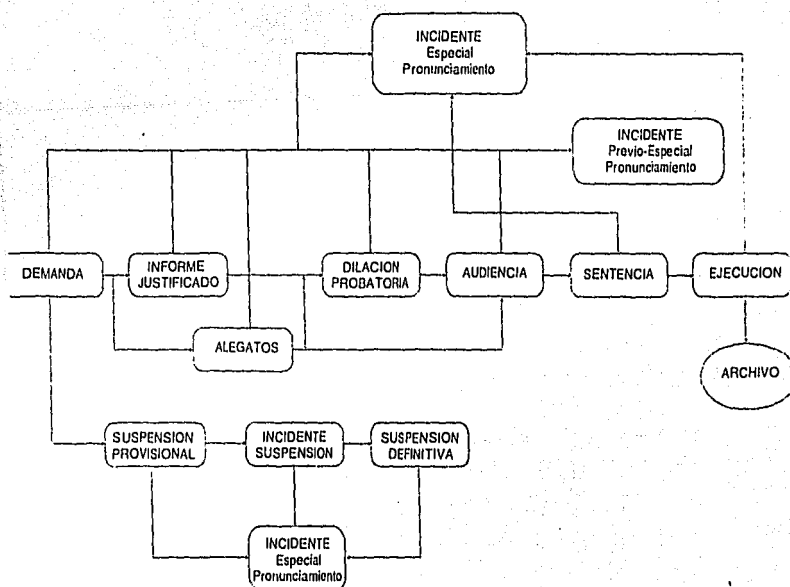 INCIDENTE
Especial
Pronunciamiento
INCIDENTE
Previo-Especial
Pronunciamiento
DEMANDA
INFORME
JUSTIFICADO
DILACION
PROBATORIA
AUDIENCIA
SENTENCIA
EJECUCION
ALEGATOS
ARCHIVO
SUSPENSION
PROVISIONAL
INCIDENTE
SUSPENSION
SUSPENSION
DEFINITIVA
INCIDENTE
Especial
Pronunciamiento